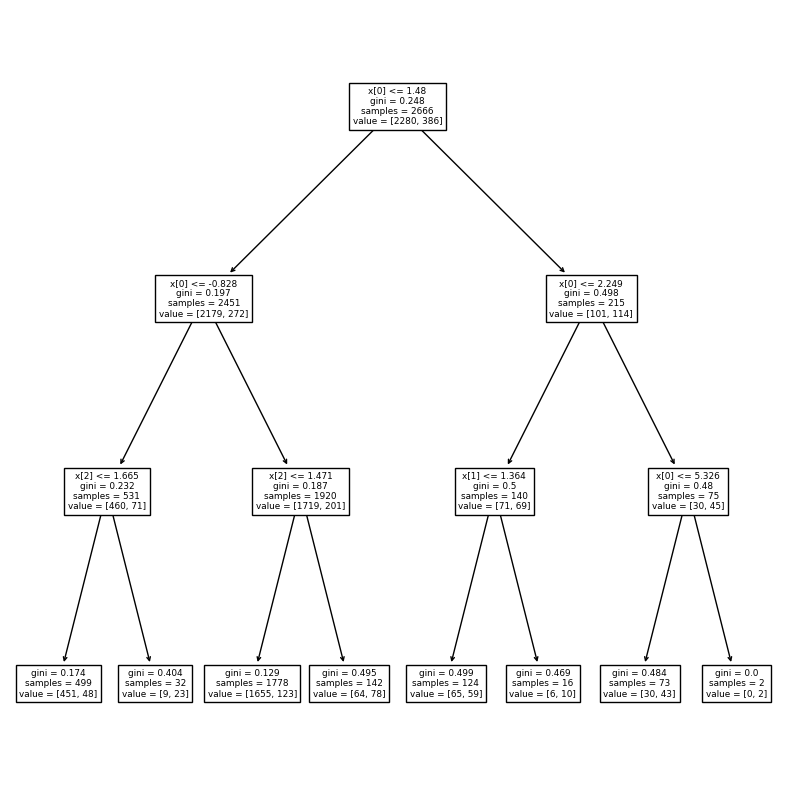 x[0] <= 1.48
gini = 0.248
samples = 2666
value = [2280, 386]
x[0] <= -0.828
gini = 0.197
samples = 2451
value = [2179, 272]
x[0] <= 2.249
gini = 0.498
samples = 215
value = [101, 114]
x[2] <= 1.665
gini = 0.232
samples = 531
value = [460, 71]
x[2] <= 1.471
gini = 0.187
samples = 1920
value = [1719, 201]
x[1] <= 1.364
gini = 0.5
samples = 140
value = [71, 69]
x[0] <= 5.326
gini = 0.48
samples = 75
value = [30, 45]
gini = 0.174
samples = 499
value = [451, 48]
gini = 0.404
samples = 32
value = [9, 23]
gini = 0.129
samples = 1778
value = [1655, 123]
gini = 0.495
samples = 142
value = [64, 78]
gini = 0.499
samples = 124
value = [65, 59]
gini = 0.469
samples = 16
value = [6, 10]
gini = 0.484
samples = 73
value = [30, 43]
gini = 0.0
samples = 2
value = [0, 2]